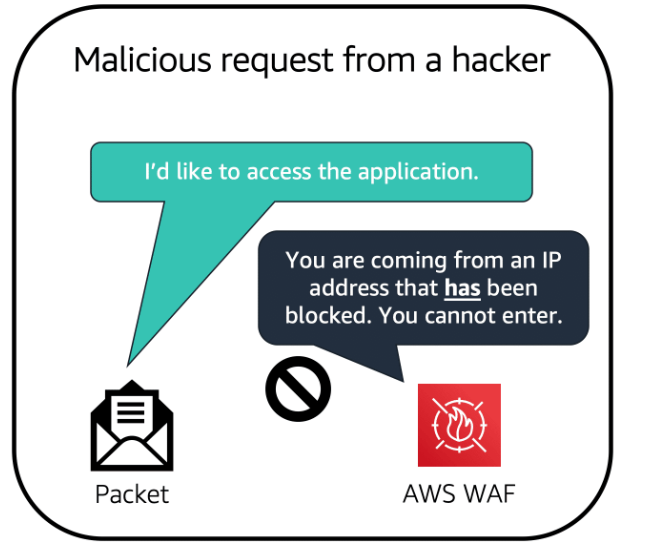 Malicious request from a hacker
I’d like to access the application.
You are coming from an IP
address that has been
blocked. You cannot enter.
Packet
AWS WAF